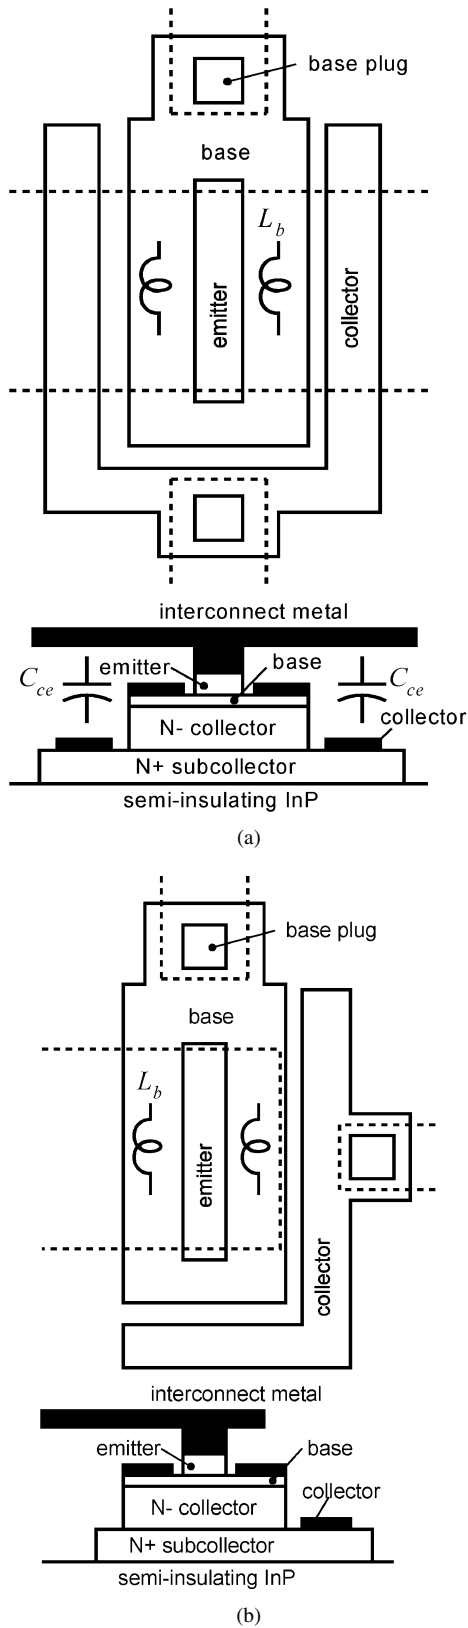 base plug
base
L_b
emitter
collector
interconnect metal
emitter
base
C_ce
C_ce
collector
N- collector
N+ subcollector
semi-insulating InP
(a)
base plug
base
L_b
emitter
collector
interconnect metal
emitter
base
collector
N- collector
N+ subcollector
semi-insulating InP
(b)